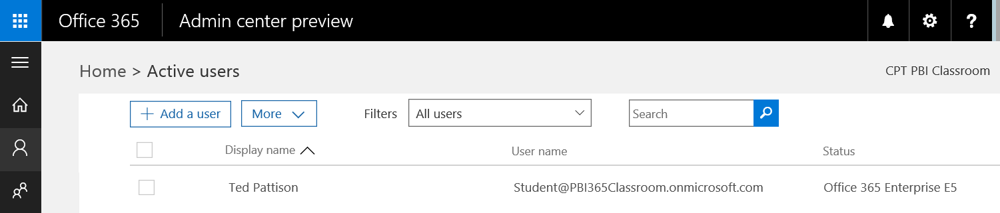 Office 365 Admin center preview ?
Home > Active users CPT PBI Classroom
+ Add a user More Filters All users Search
Display name User name Status
Ted Pattison Student@PBI365Classroom.onmicrosoft.com Office 365 Enterprise E5